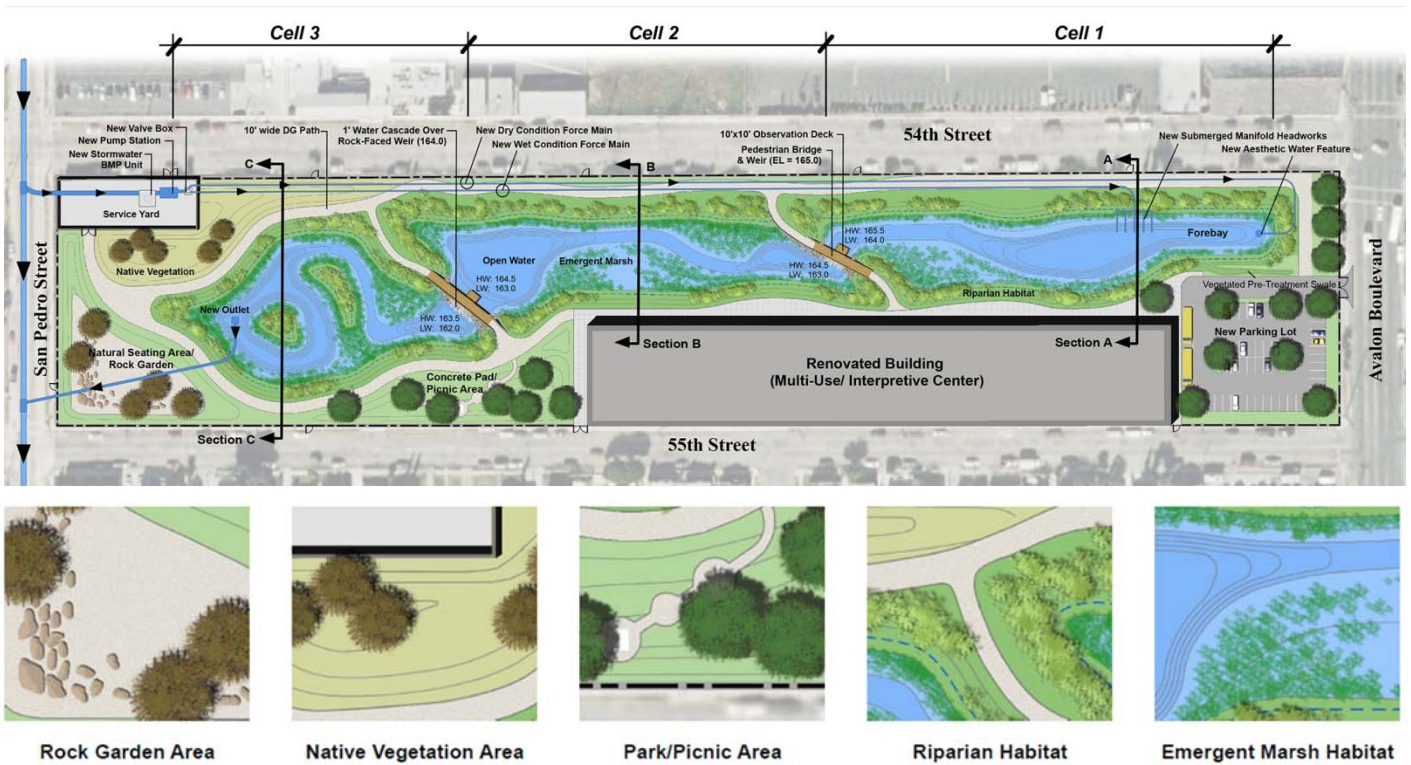 Cell 3
Cell 2
Cell 1
New Valve Box
New Pump Station
New Stormwater
BMP Unit
10' wide DG Path
1' Water Cascade Over
Rock-Faced Weir (164.0)
New Dry Condition Force Main
New Wet Condition Force Main
10'x10' Observation Deck
Pedestrian Bridge
& Weir (EL = 165.0)
54th Street
New Submerged Manifold Headworks
New Aesthetic Water Feature
C
B
A
Service Yard
Native Vegetation
Open Water
HW: 164.5
LW: 163.0
Emergent Marsh
HW: 165.5
LW: 164.0
HW: 164.5
LW: 163.0
Forebay
Riparian Habitat
Vegetated Pre-Treatment Swale
New Outlet
HW: 163.5
LW: 162.0
San Pedro Street
Natural Seating Area/
Rock Garden
Concrete Pad/
Picnic Area
Section B
Section A
Renovated Building
(Multi-Use/ Interpretive Center)
New Parking Lot
Avalon Boulevard
Section C
55th Street
Rock Garden Area
Native Vegetation Area
Park/Picnic Area
Riparian Habitat
Emergent Marsh Habitat